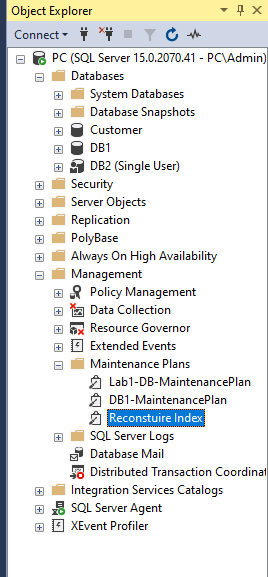 Object Explorer
Connect
PC (SQL Server 15.0.2070.41 - PC\Admin)
Databases
System Databases
Database Snapshots
Customer
DB1
DB2 (Single User)
Security
Server Objects
Replication
PolyBase
Always On High Availability
Management
Policy Management
Data Collection
Resource Governor
Extended Events
Maintenance Plans
Lab1-DB-MaintenancePlan
DB1-MaintenancePlan
Reconstuire Index
SQL Server Logs
Database Mail
Distributed Transaction Coordinat
Integration Services Catalogs
SQL Server Agent
XEvent Profiler